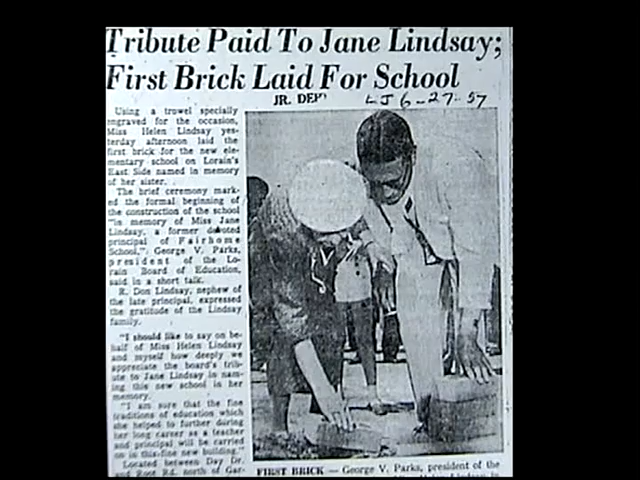 Tribute Paid To Jane Lindsay;
First Brick Laid For School
JR. DEPT
LJ 6-27-57
Using a trowel specially
engraved for the occasion,
Miss Helen Lindsay yes-
terday afternoon laid the
first brick for the new ele-
mentary school on Lorain's
East Side named in memory
of her sister.
The brief ceremony mark-
ed the formal beginning of
the construction of the school
"in memory of Miss Jane
Lindsay, a former devoted
principal of Fairhome
School," George V. Parks,
president of the Lo-
rain Board of Education,
said in a short talk.
R. Don Lindsay, nephew of
the late principal, expressed
the gratitude of the Lindsay
family.
"I should like to say on be-
half of Miss Helen Lindsay
and myself how deeply we
appreciate the board's trib-
ute to Jane Lindsay in nam-
ing this new school in her
memory.
"I am sure that the fine
traditions of education which
she helped to further during
her long career as a teacher
and principal will be carried
on in this fine new building."
Located between Day Dr.
and Root Rd. north of Gar-
FIRST BRICK — George V. Parks, president of the